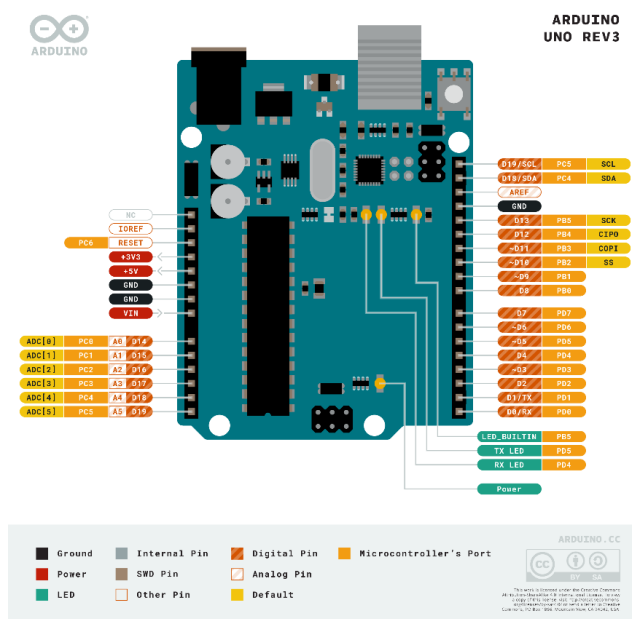 ARDUINO
ARDUINO
UNO REV3
D19/SCL PC5 SCL
D18/SDA PC4 SDA
AREF
GND
D13 PB5 SCK
D12 PB4 CIPO
~D11 PB3 COPI
~D10 PB2 SS
~D9 PB1
D8 PB0
D7 PD7
~D6 PD6
~D5 PD5
D4 PD4
~D3 PD3
D2 PD2
D1/TX PD1
D0/RX PD0
LED_BUILTIN PB5
TX LED PD5
RX LED PD4
Power
NC
IOREF
PC6 RESET
+3V3
+5V
GND
GND
VIN
ADC[0] PC0 A0 D14
ADC[1] PC1 A1 D15
ADC[2] PC2 A2 D16
ADC[3] PC3 A3 D17
ADC[4] PC4 A4 D18
ADC[5] PC5 A5 D19
Ground
Power
LED
Internal Pin
SWD Pin
Other Pin
Digital Pin
Analog Pin
Default
Microcontroller's Port
ARDUINO.CC
CC
BY SA